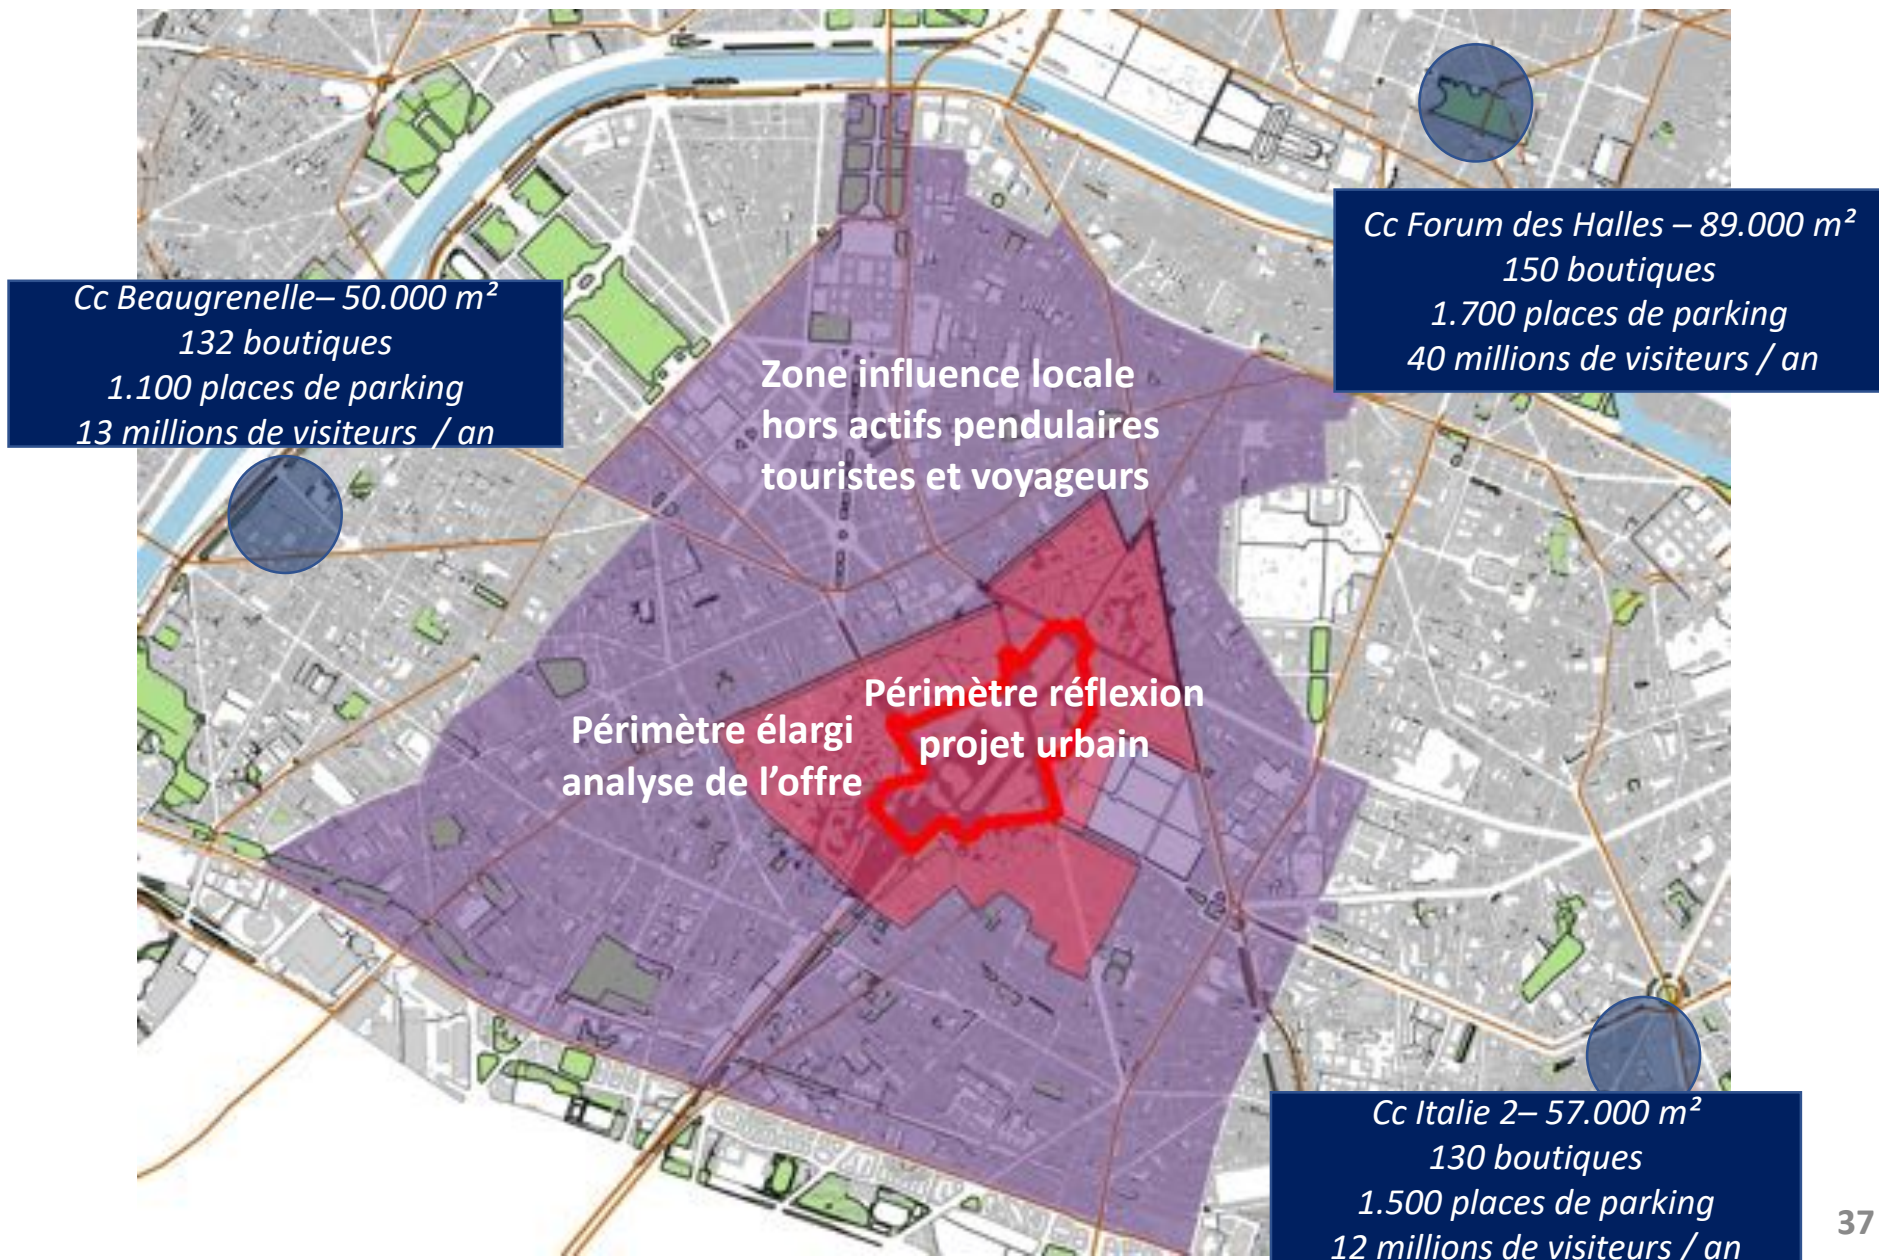 Cc Forum des Halles – 89.000 m²
150 boutiques
1.700 places de parking
40 millions de visiteurs / an
Cc Beaugrenelle– 50.000 m²
132 boutiques
1.100 places de parking
13 millions de visiteurs / an
Zone influence locale
hors actifs pendulaires
touristes et voyageurs
Périmètre réflexion
projet urbain
Périmètre élargi
analyse de l’offre
Cc Italie 2– 57.000 m²
130 boutiques
1.500 places de parking
12 millions de visiteurs / an
37